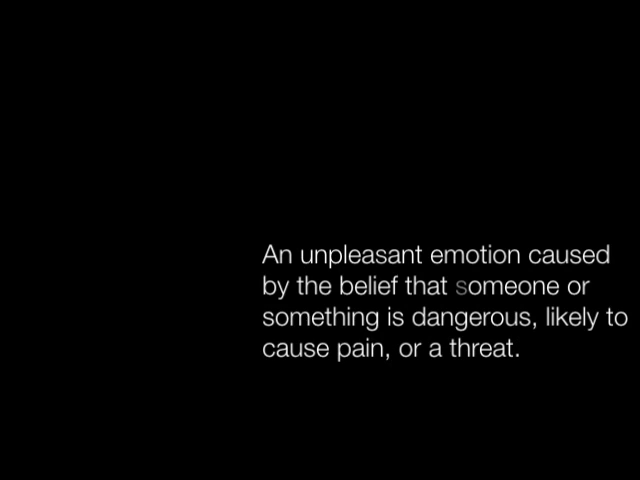 An unpleasant emotion caused
by the belief that someone or
something is dangerous, likely to
cause pain, or a threat.